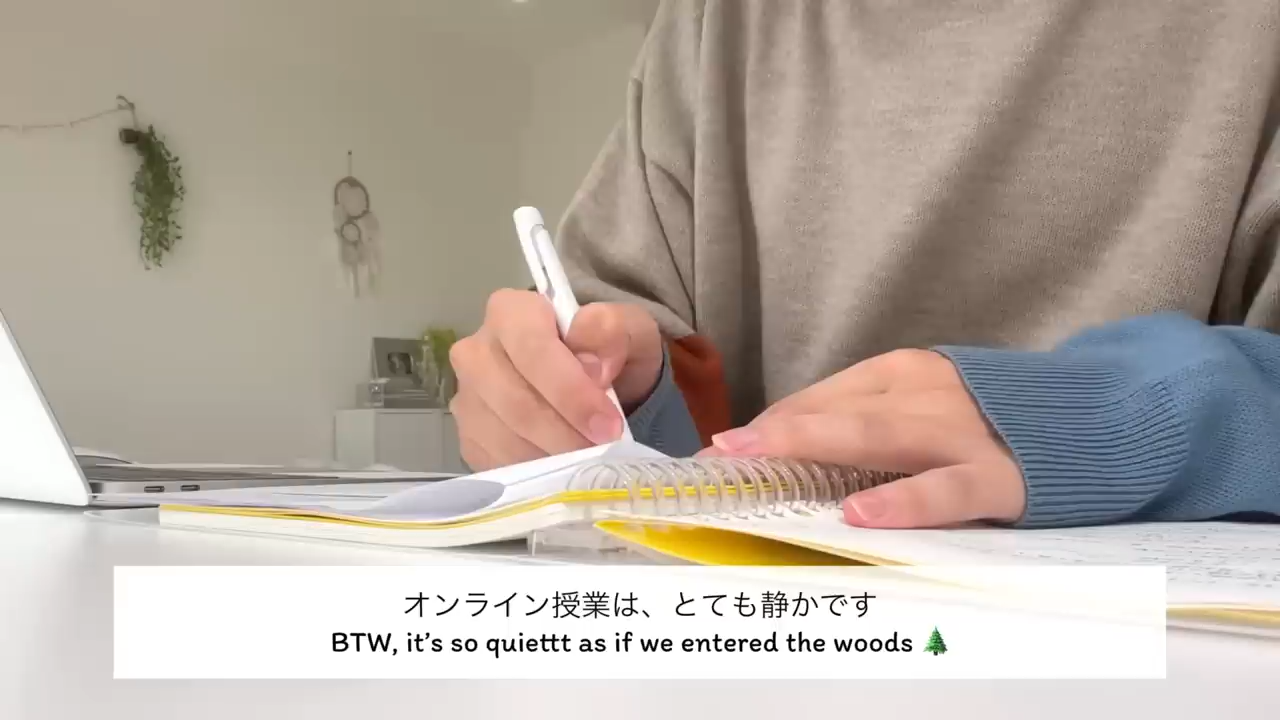 オンライン授業は、とても静かです
BTW, it's so quiettt as if we entered the woods 🌲